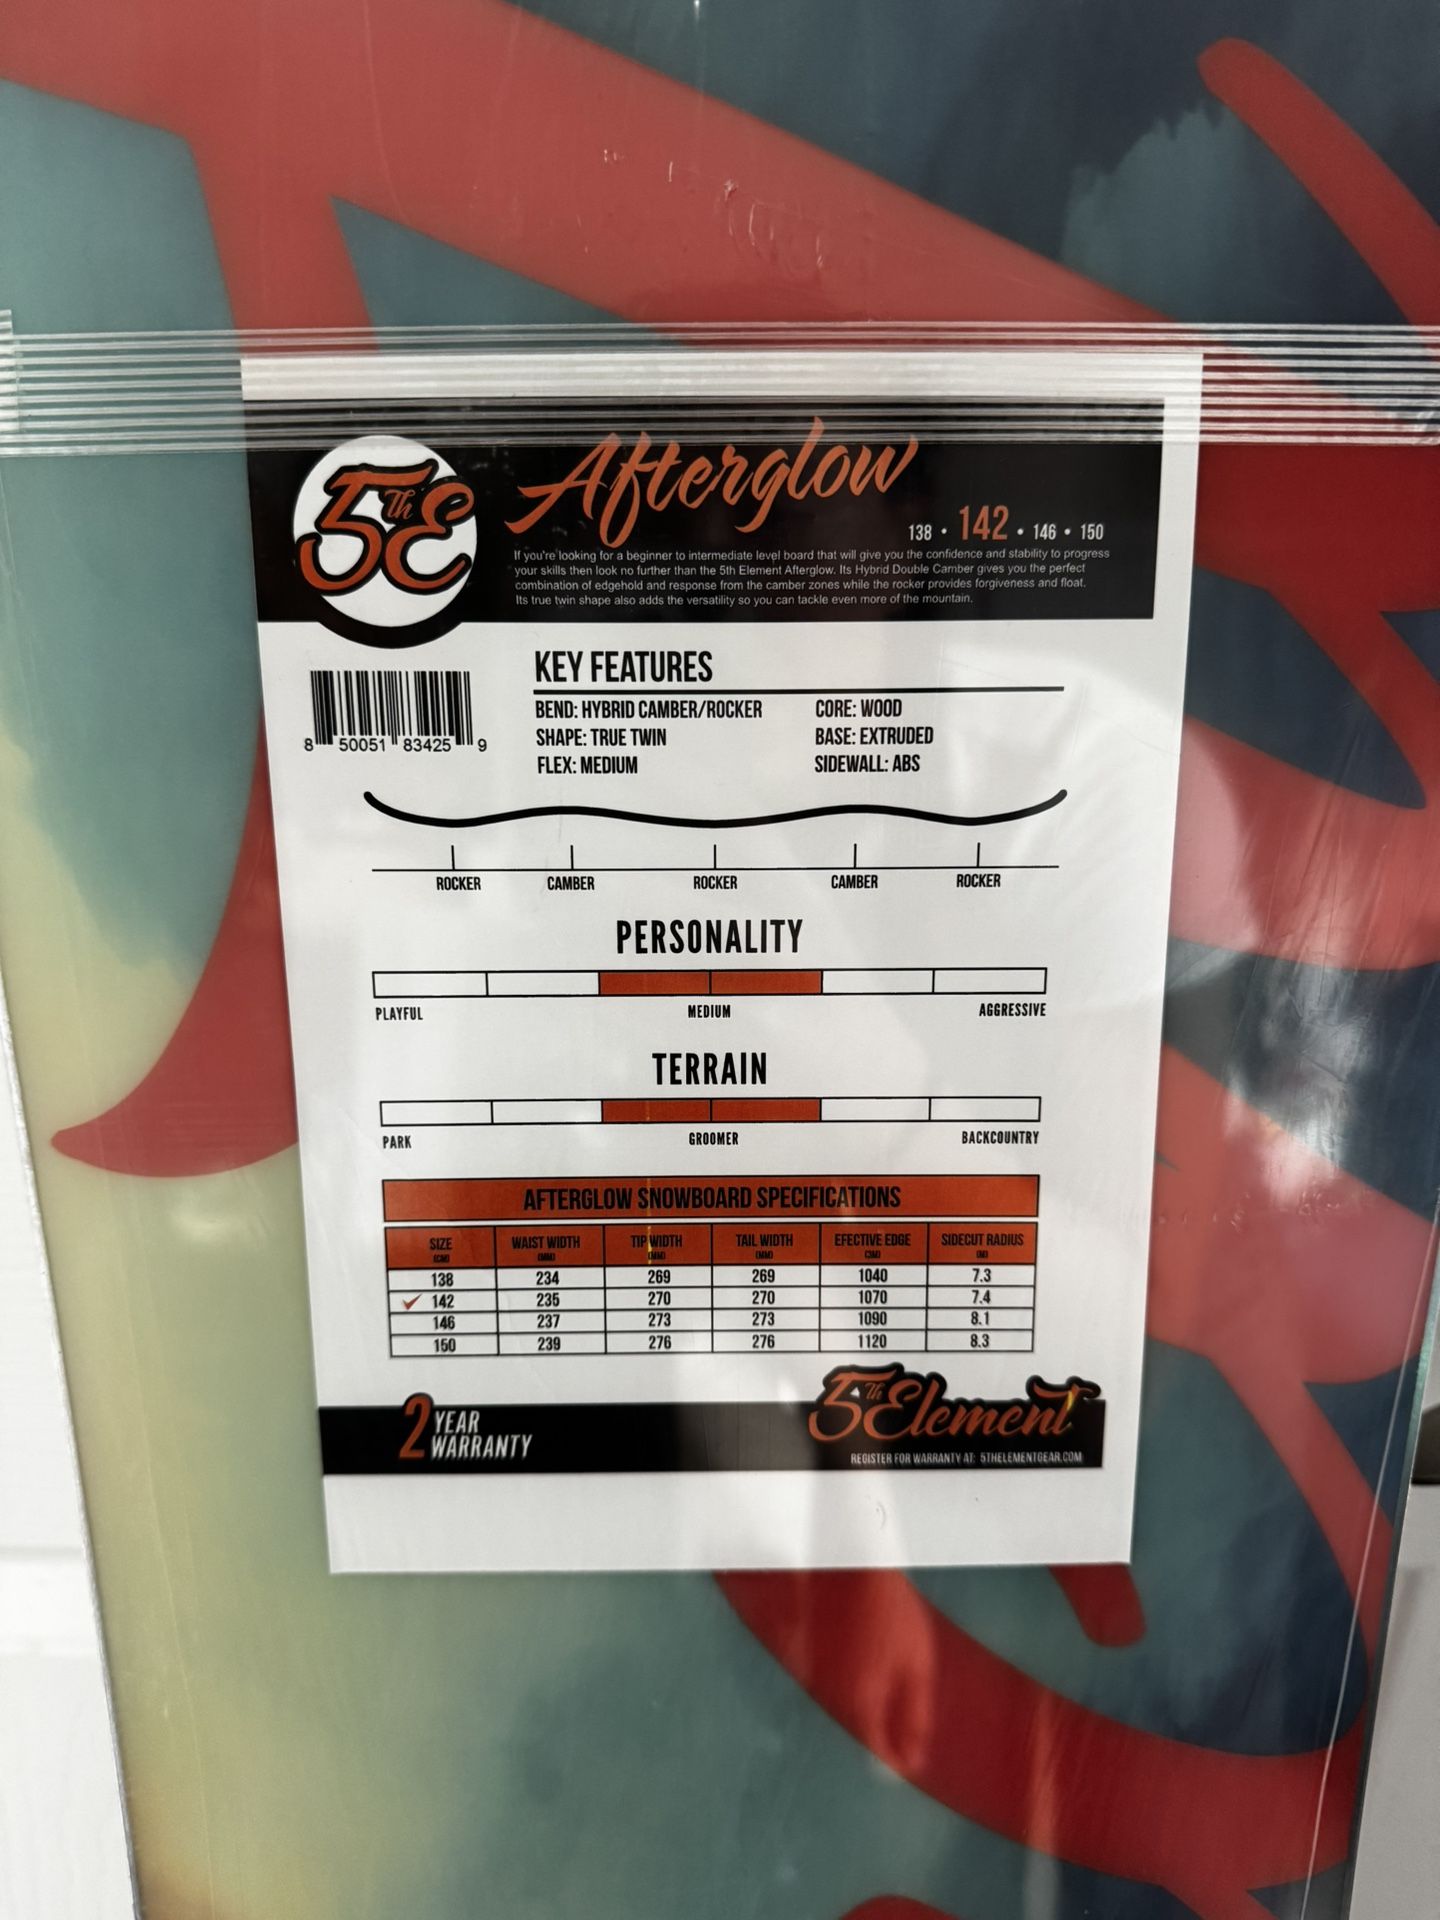 5th E
Afterglow
138 • 142 • 146 • 150
If you're looking for a beginner to intermediate level board that will give you the confidence and stability to progress
your skills then look no further than the 5th Element Afterglow. Its Hybrid Double Camber gives you the perfect
combination of edgehold and response from the camber zones while the rocker provides forgiveness and float.
Its true twin shape also adds the versatility so you can tackle even more of the mountain.
8 50051 83425 9
KEY FEATURES
BEND: HYBRID CAMBER/ROCKER CORE: WOOD
SHAPE: TRUE TWIN BASE: EXTRUDED
FLEX: MEDIUM SIDEWALL: ABS
ROCKER CAMBER ROCKER CAMBER ROCKER
PERSONALITY
PLAYFUL MEDIUM AGGRESSIVE
TERRAIN
PARK GROOMER BACKCOUNTRY
AFTERGLOW SNOWBOARD SPECIFICATIONS
SIZE WAIST WIDTH TIP WIDTH TAIL WIDTH EFECTIVE EDGE SIDECUT RADIUS
(CM) (MM) (MM) (MM) (M)
138 234 269 269 1040 7.3
142 235 270 270 1070 7.4
146 237 273 273 1090 8.1
150 239 276 276 1120 8.3
2 YEAR
WARRANTY
5th Element
REGISTER FOR WARRANTY AT: 5THELEMENTGEAR.COM